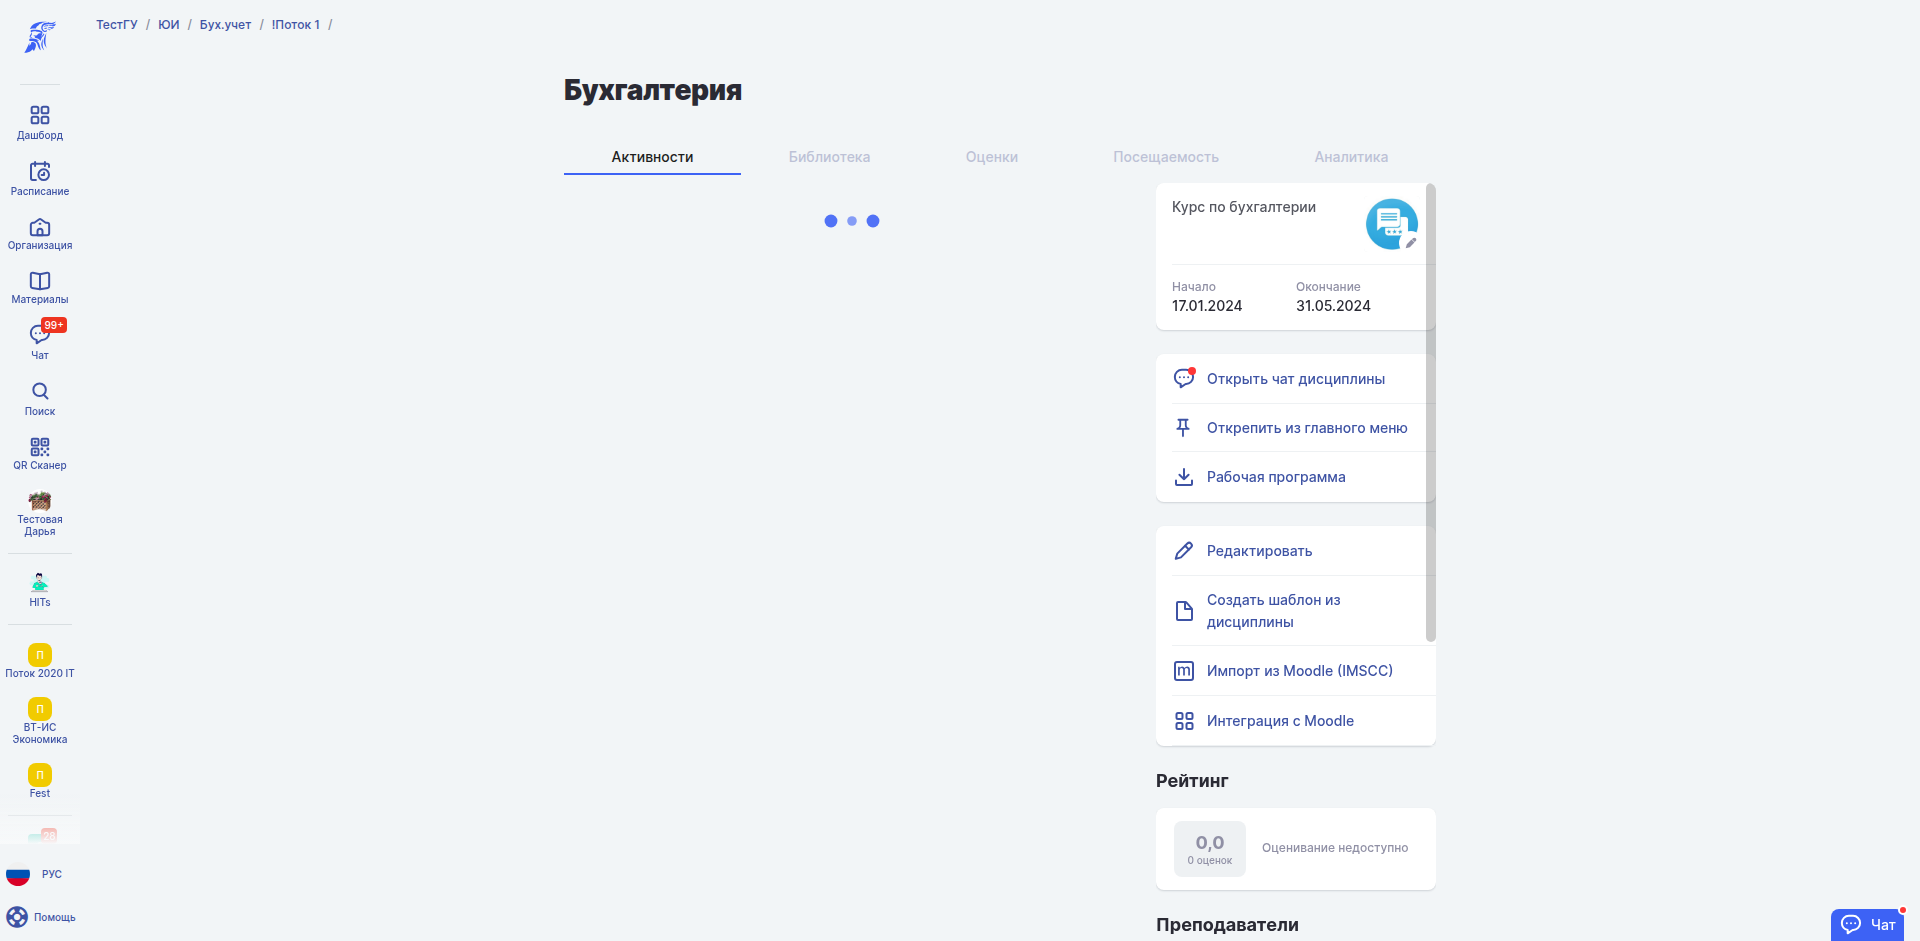 ТестГУ / ЮИ / Бух.учет / !Поток 1 /
Дашборд
Расписание
Организация
Материалы
99+
Чат
Поиск
QR Сканер
Тестовая
Дарья
HITs
П
Поток 2020 IT
П
ВТ-ИС
Экономика
П
Fest
28
РУС
Помощь
Бухгалтерия
Активности
Библиотека
Оценки
Посещаемость
Аналитика
Курс по бухгалтерии
Начало
17.01.2024
Окончание
31.05.2024
Открыть чат дисциплины
Открепить из главного меню
Рабочая программа
Редактировать
Создать шаблон из
дисциплины
m
Импорт из Moodle (IMSCC)
Интеграция с Moodle
Рейтинг
0,0
0 оценок
Оценивание недоступно
Преподаватели
Чат